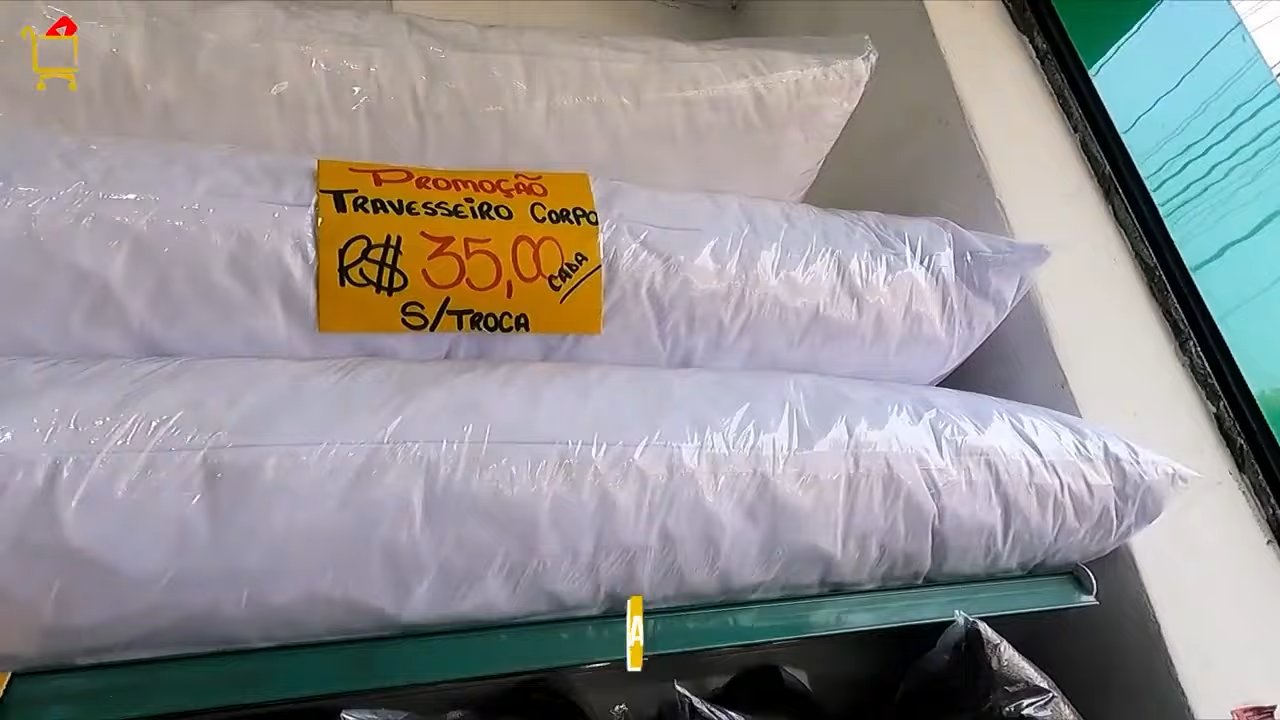 PROMOÇÃO
TRAVESSEIRO CORPO
R$ 35,00 CADA
S/TROCA
A